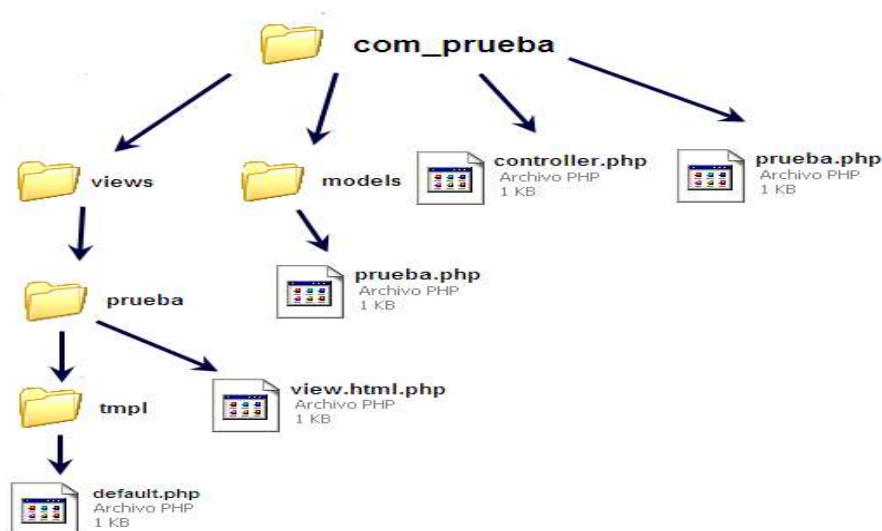 com_prueba
views
models
controller.php
Archivo PHP
1 KB
prueba.php
Archivo PHP
1 KB
prueba
prueba.php
Archivo PHP
1 KB
tmpl
view.html.php
Archivo PHP
1 KB
default.php
Archivo PHP
1 KB